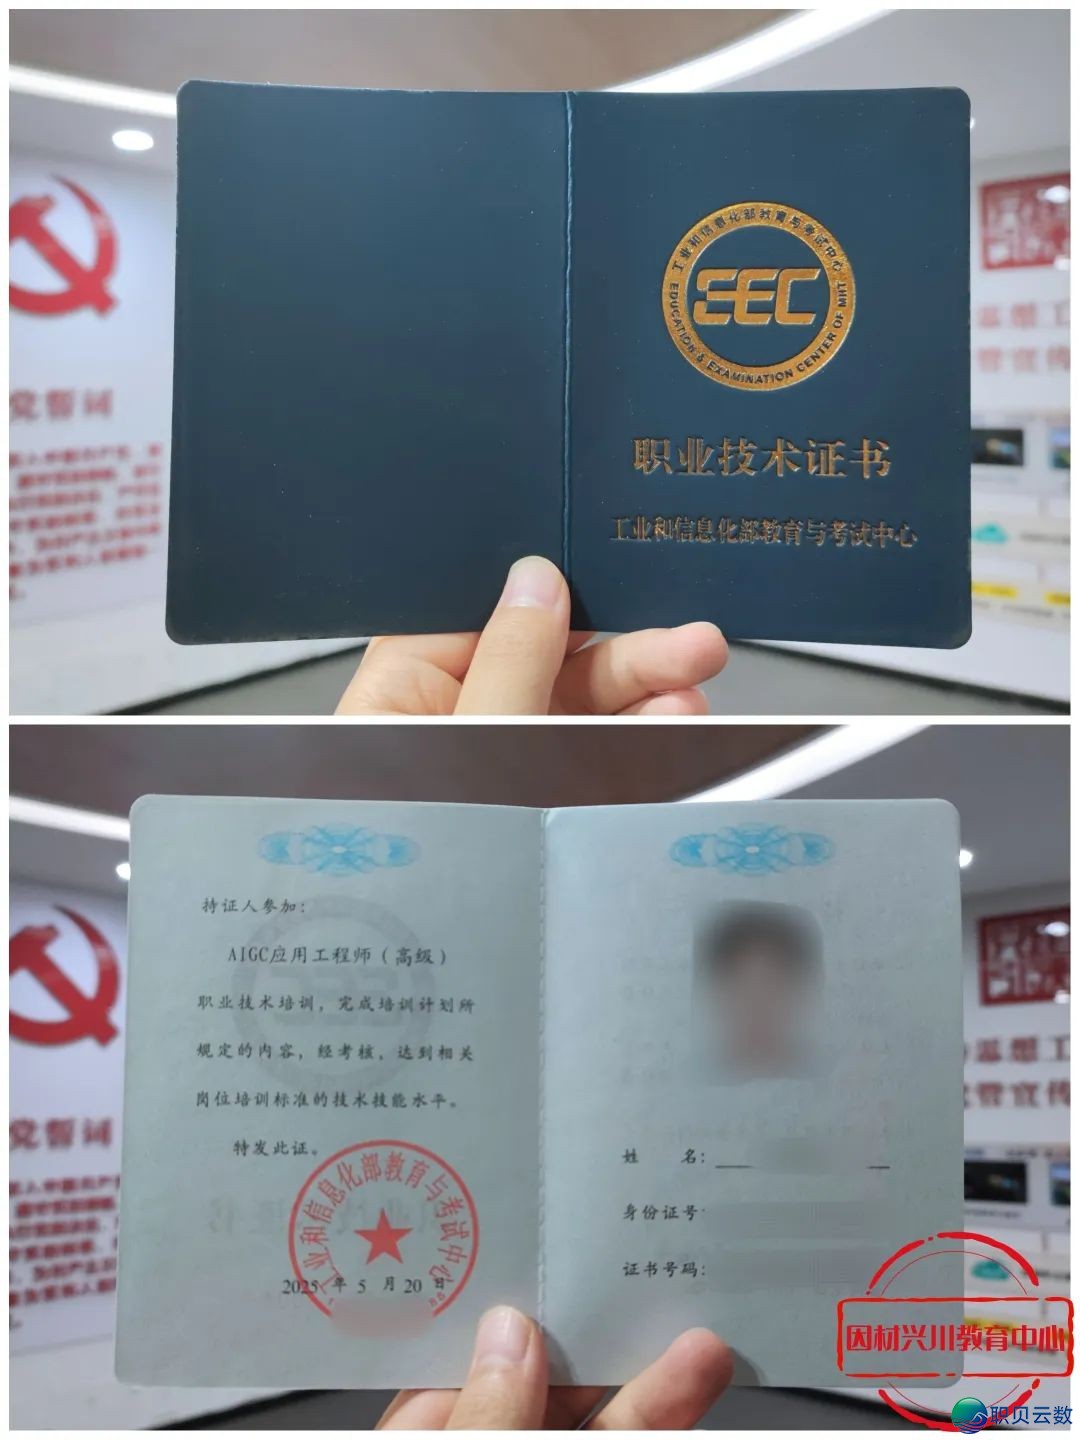 工业和信息化部教育与考试中心
EEC
EDUCATION & EXAMINATION CENTER OF MIIT
职业技术证书
工业和信息化部教育与考试中心
党誓词
持证人参加：
AIGC应用工程师（高级）
职业技术培训，完成培训计划所
规定的内容，经考核，达到相关
岗位培训标准的技术技能水平。
特发此证。
工业和信息化部教育与考试中心
2025 年 5 月 20 日
姓 名：
身份证号
证书号码：
党誓词
因材兴川教育中心
职贝云数